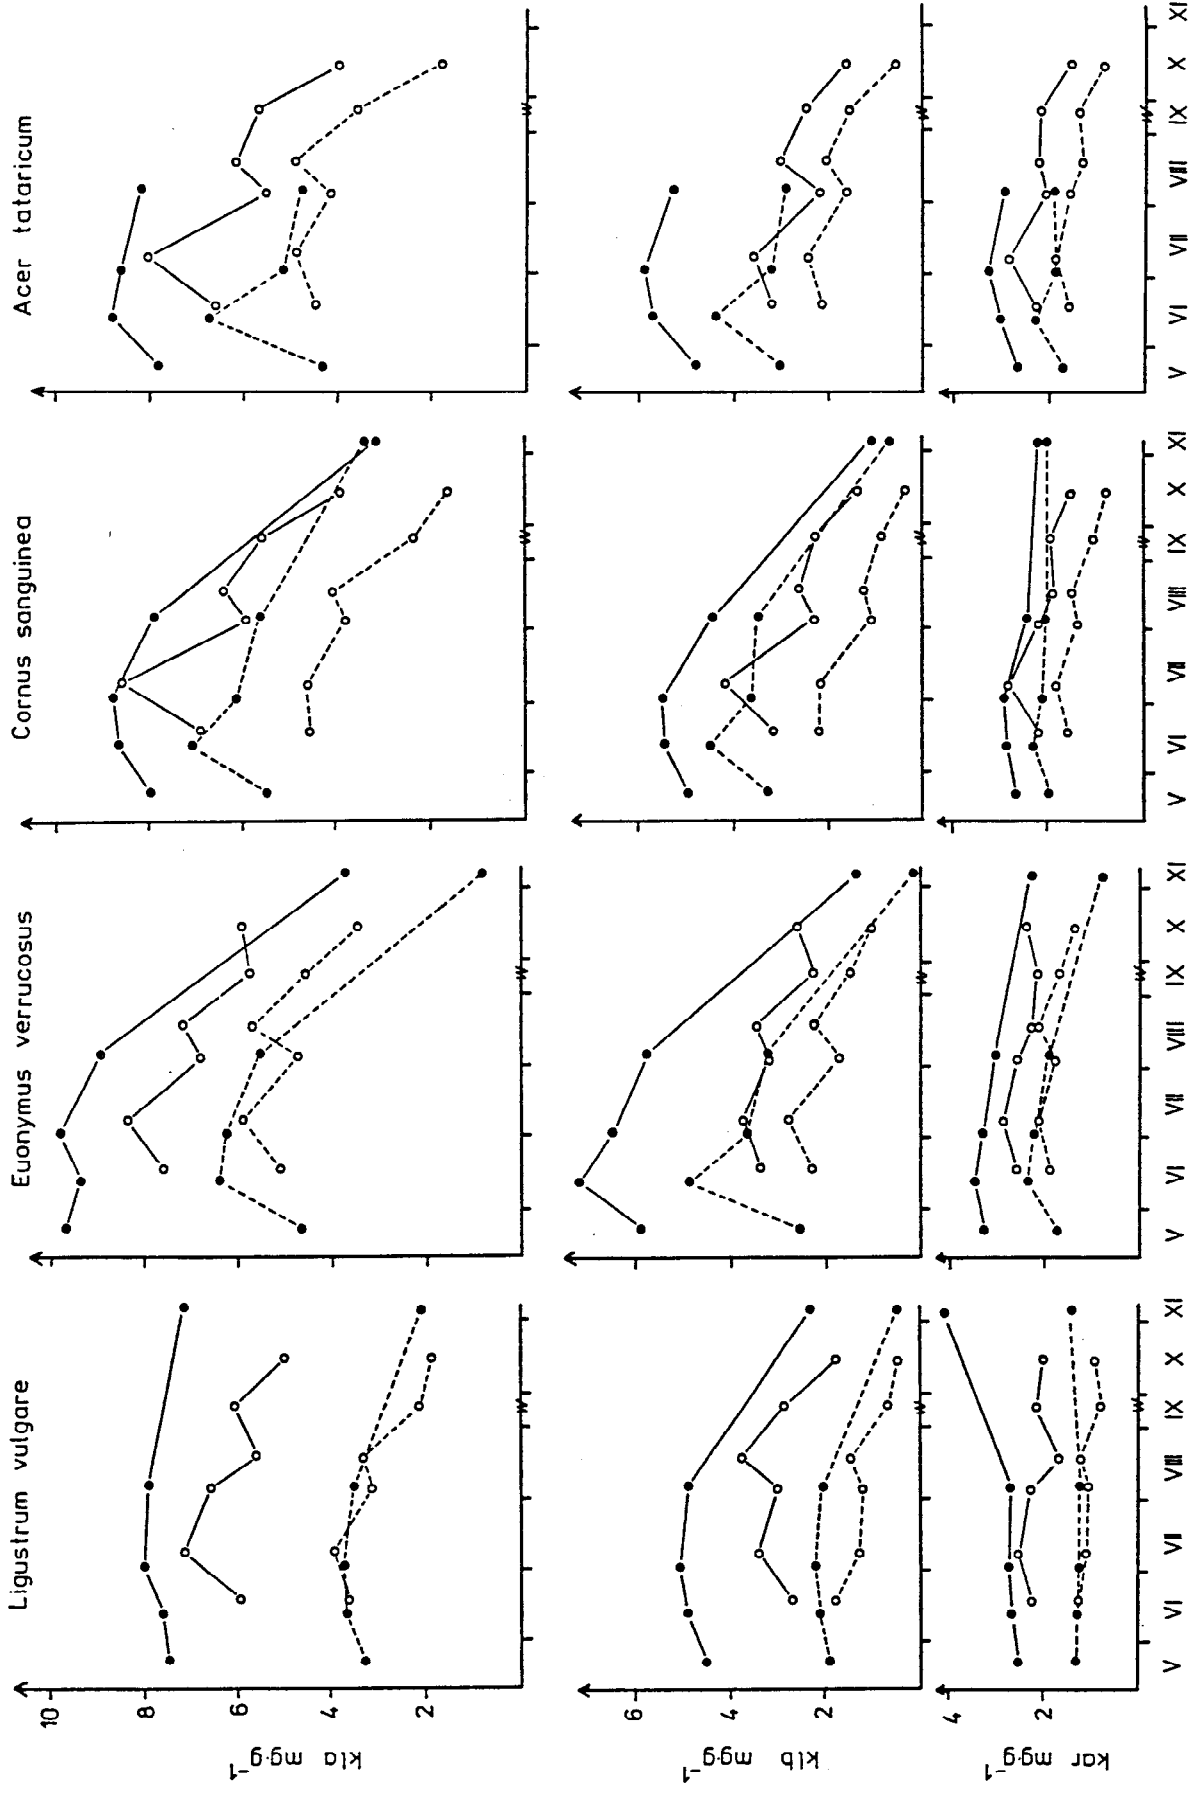 Ligustrum vulgare Euonymus verrucosus Cornus sanguinea Acer tataricum
kla mg·g⁻¹
10
8
6
4
2
klb mg·g⁻¹
6
4
2
kar mg·g⁻¹
4
2
V VI VII VIII IX X XI V VI VII VIII IX X XI V VI VII VIII IX X XI V VI VII VIII IX X XI